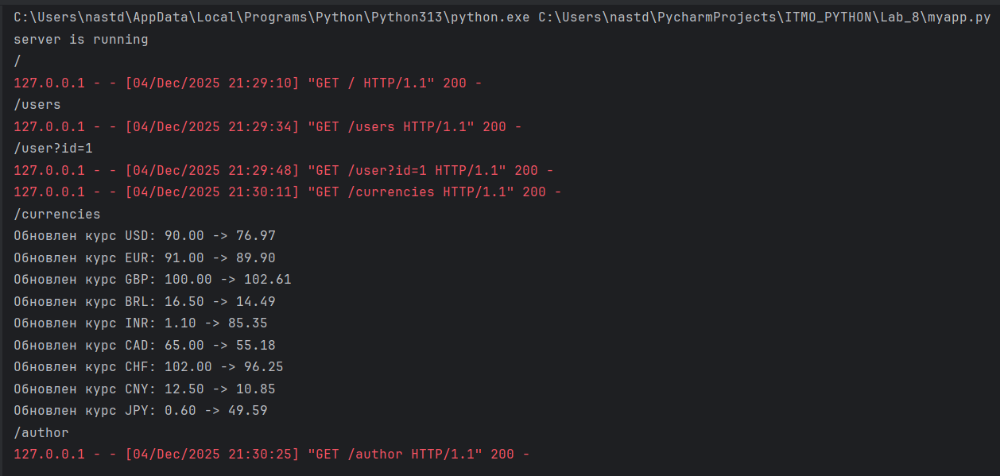 C:\Users\nastd\AppData\Local\Programs\Python\Python313\python.exe C:\Users\nastd\PycharmProjects\ITMO_PYTHON\Lab_8\myapp.py
server is running
/
127.0.0.1 - - [04/Dec/2025 21:29:10] "GET / HTTP/1.1" 200 -
/users
127.0.0.1 - - [04/Dec/2025 21:29:34] "GET /users HTTP/1.1" 200 -
/user?id=1
127.0.0.1 - - [04/Dec/2025 21:29:48] "GET /user?id=1 HTTP/1.1" 200 -
127.0.0.1 - - [04/Dec/2025 21:30:11] "GET /currencies HTTP/1.1" 200 -
/currencies
Обновлен курс USD: 90.00 -> 76.97
Обновлен курс EUR: 91.00 -> 89.90
Обновлен курс GBP: 100.00 -> 102.61
Обновлен курс BRL: 16.50 -> 14.49
Обновлен курс INR: 1.10 -> 85.35
Обновлен курс CAD: 65.00 -> 55.18
Обновлен курс CHF: 102.00 -> 96.25
Обновлен курс CNY: 12.50 -> 10.85
Обновлен курс JPY: 0.60 -> 49.59
/author
127.0.0.1 - - [04/Dec/2025 21:30:25] "GET /author HTTP/1.1" 200 -